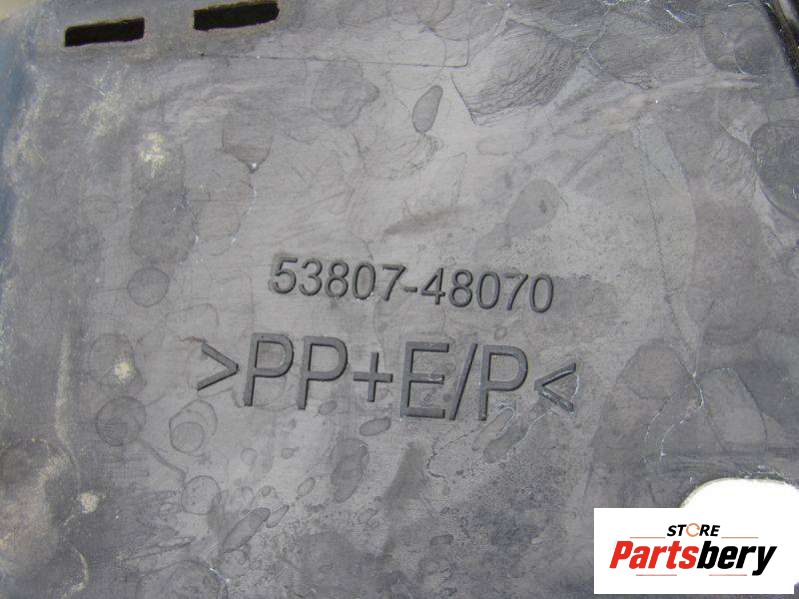 53807-48070
>PP+E/P<
STORE
Partsbery